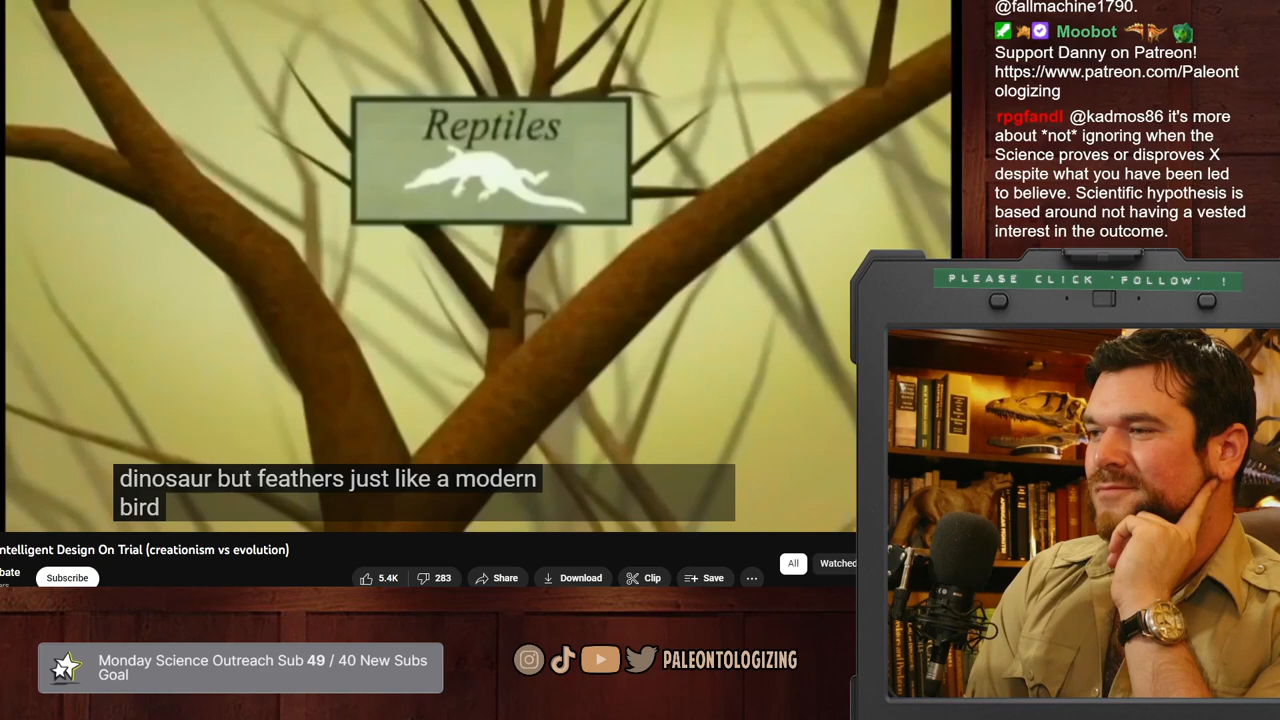 @fallmachine1790.
Moobot
Support Danny on Patreon!
https://www.patreon.com/Paleont
ologizing
rpgfandl @kadmos86 it's more
about *not* ignoring when the
Science proves or disproves X
despite what you have been led
to believe. Scientific hypothesis is
based around not having a vested
interest in the outcome.
Reptiles
PLEASE CLICK 'FOLLOW' !
dinosaur but feathers just like a modern
bird
ntelligent Design On Trial (creationism vs evolution)
bate
Subscribe
5.4K
283
Share
Download
Clip
Save
All
Watched
Monday Science Outreach Sub 49 / 40 New Subs
Goal
PALEONTOLOGIZING